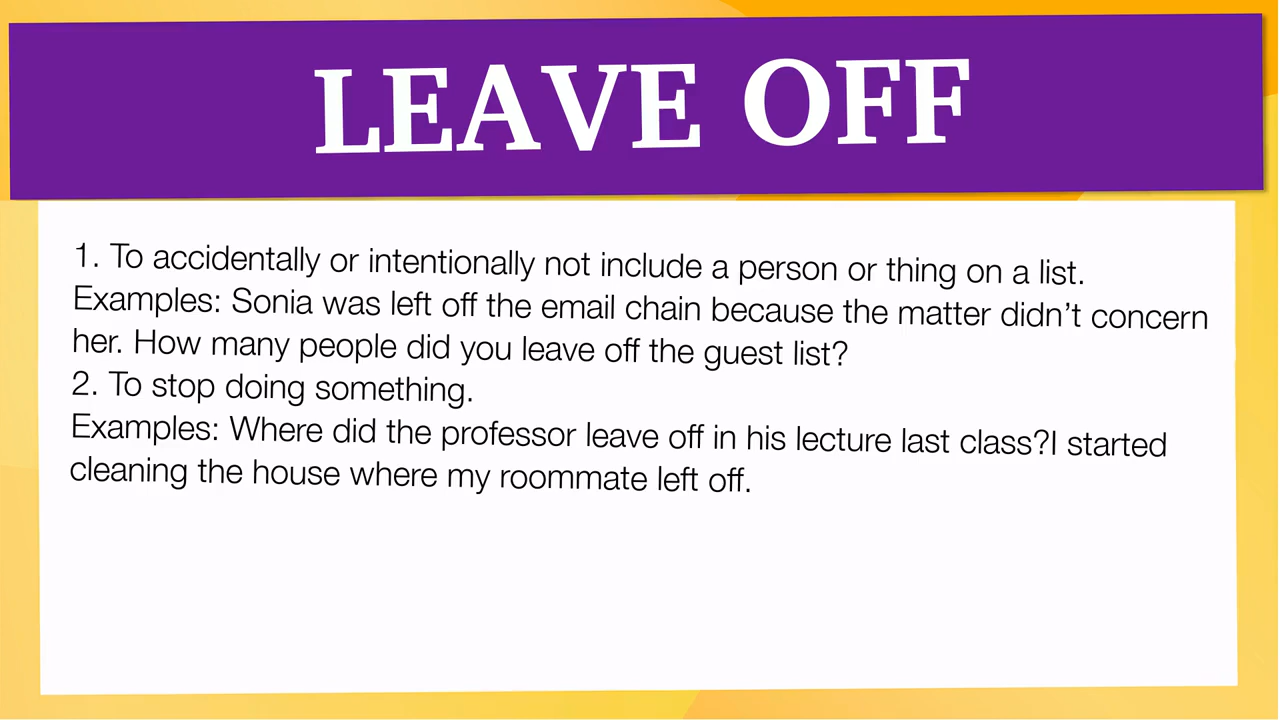 LEAVE OFF
1. To accidentally or intentionally not include a person or thing on a list.
Examples: Sonia was left off the email chain because the matter didn’t concern
her. How many people did you leave off the guest list?
2. To stop doing something.
Examples: Where did the professor leave off in his lecture last class?I started
cleaning the house where my roommate left off.